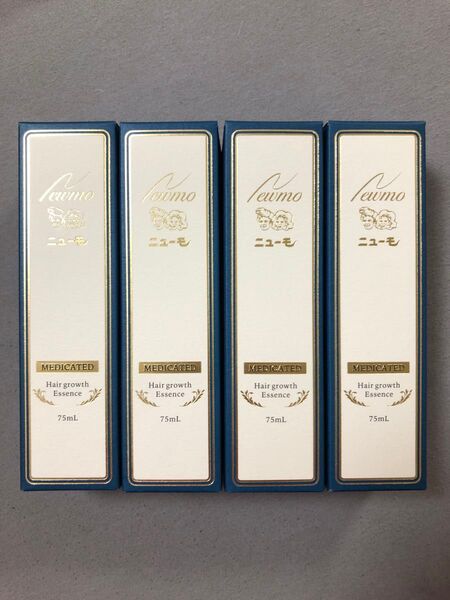 Newmo
ニューモ
MEDICATED
Hair growth
Essence
75mL
Newmo
ニューモ
MEDICATED
Hair growth
Essence
75mL
Newmo
ニューモ
MEDICATED
Hair growth
Essence
75mL
Newmo
ニューモ
MEDICATED
Hair growth
Essence
75mL